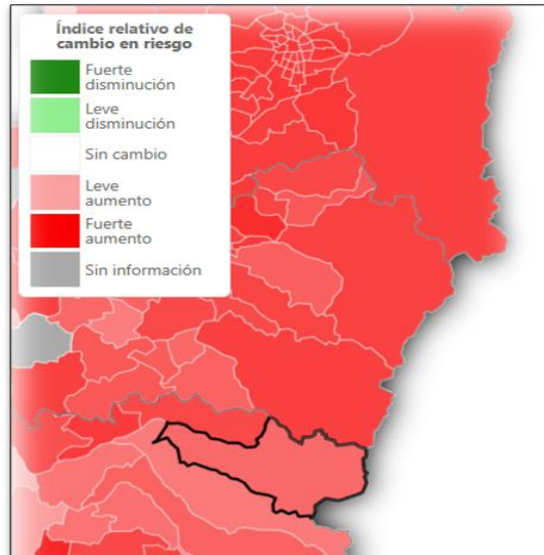 Índice relativo de
cambio en riesgo
Fuerte
disminución
Leve
disminución
Sin cambio
Leve
aumento
Fuerte
aumento
Sin información